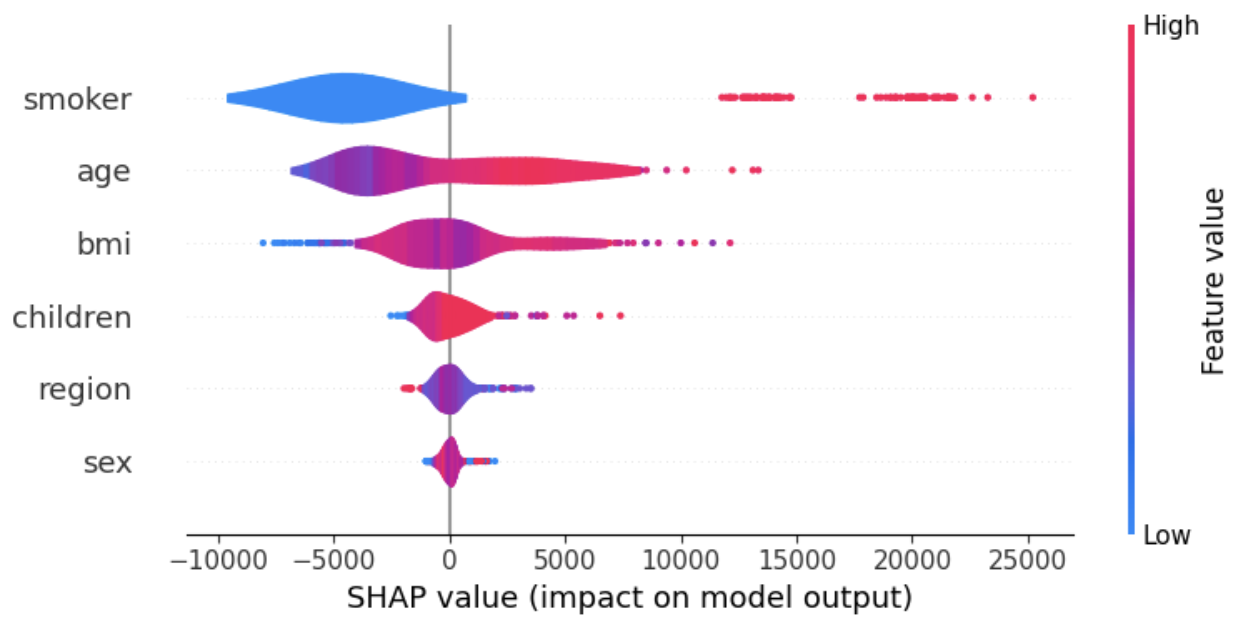 High
smoker
age
bmi
children
region
sex
Feature value
Low
−10000 −5000 0 5000 10000 15000 20000 25000
SHAP value (impact on model output)